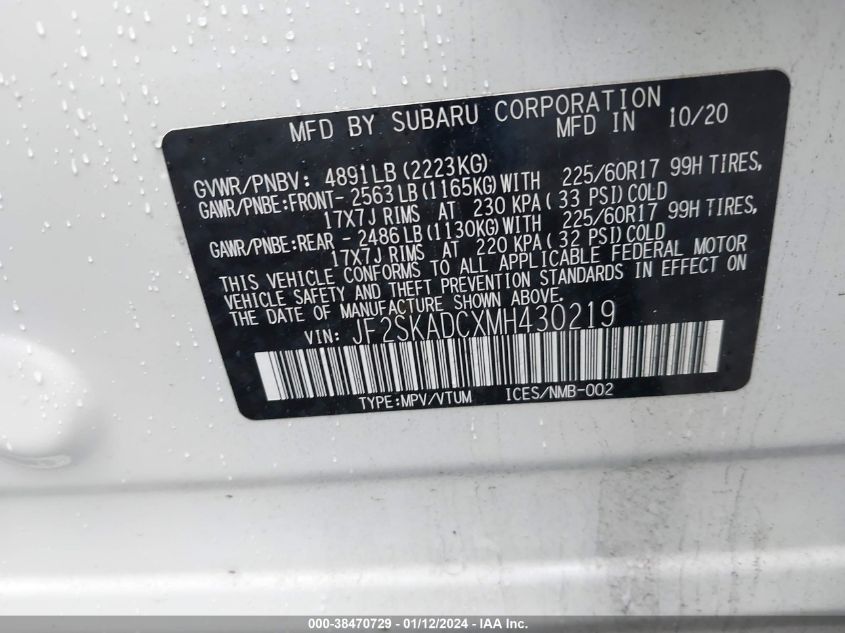 MFD BY SUBARU CORPORATION
MFD IN 10/20
GVWR/PNBV: 4891LB (2223KG)
GAWR/PNBE:FRONT- 2563 LB (1165KG) WITH 225/60R17 99H TIRES,
17X7J RIMS AT 230 KPA( 33 PSI) COLD
GAWR/PNBE:REAR - 2486 LB (1130KG) WITH 225/60R17 99H TIRES,
17X7J RIMS AT 220 KPA( 32 PSI) COLD
THIS VEHICLE CONFORMS TO ALL APPLICABLE FEDERAL MOTOR
VEHICLE SAFETY AND THEFT PREVENTION STANDARDS IN EFFECT ON
THE DATE OF MANUFACTURE SHOWN ABOVE.
VIN: JF2SKADCXMH430219
TYPE:MPV/VTUM ICES/NMB-002
000-38470729 - 01/12/2024 - IAA Inc.